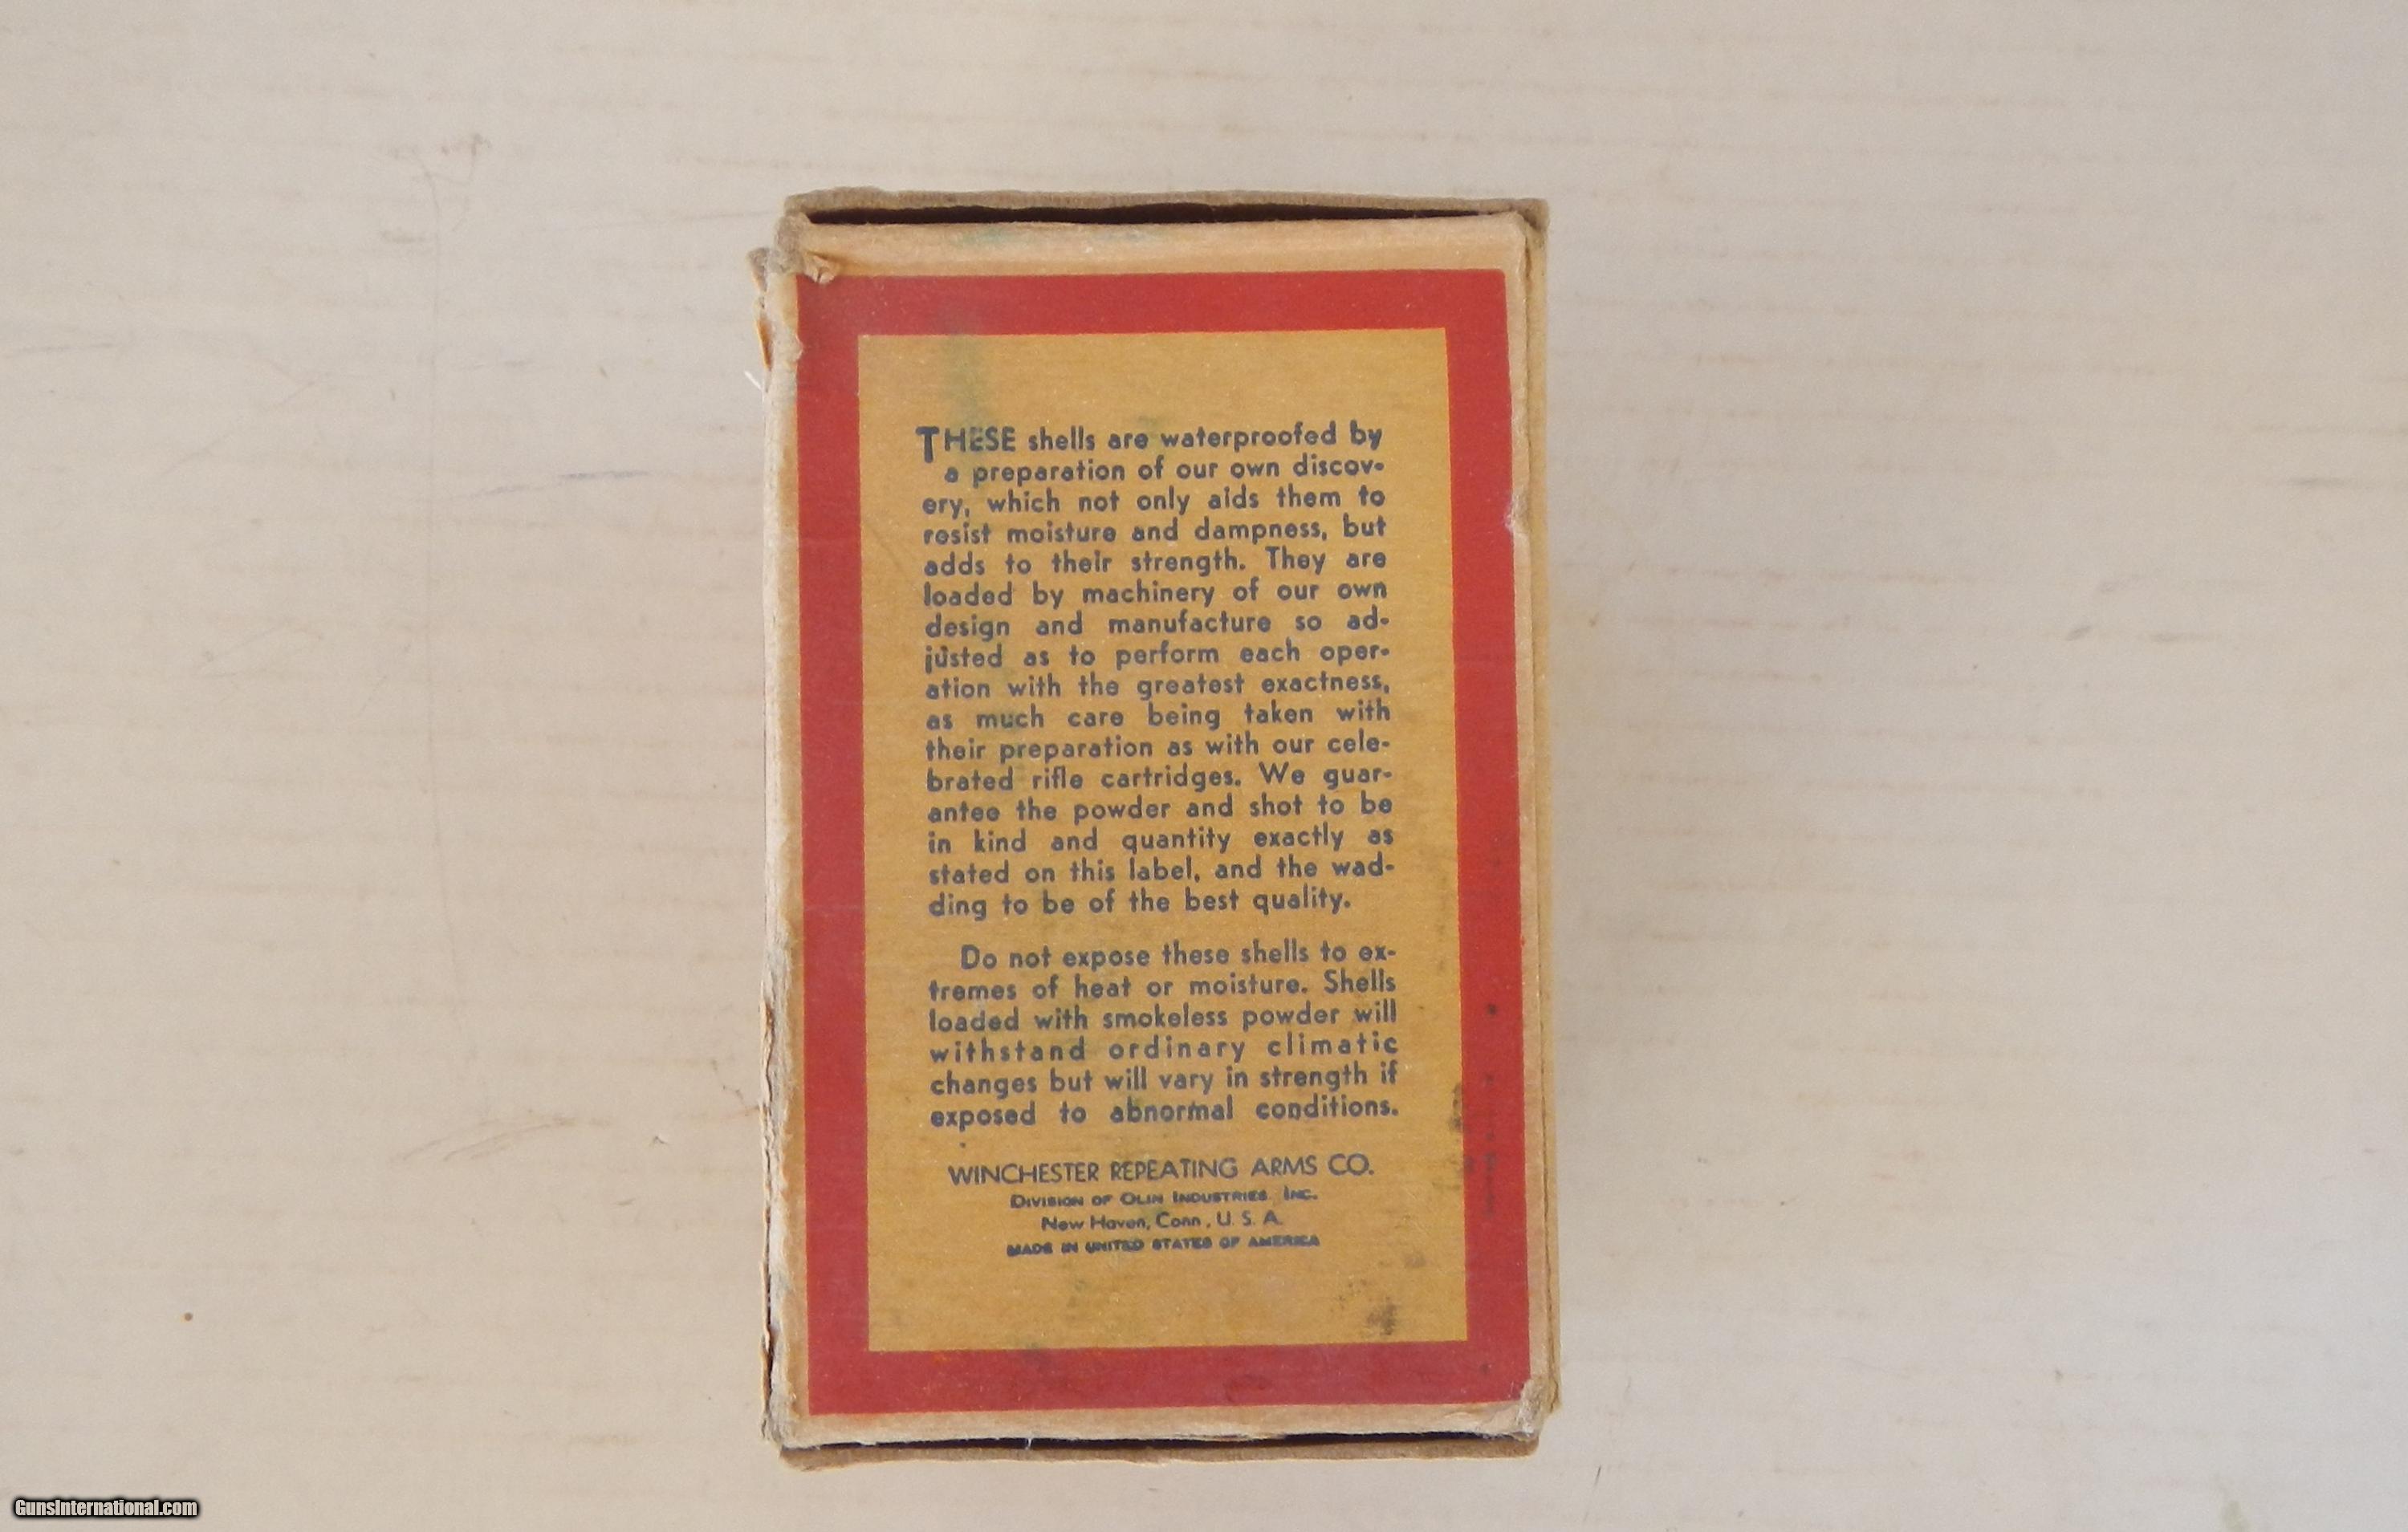 THESE shells are waterproofed by
a preparation of our own discov-
ery, which not only aids them to
resist moisture and dampness, but
adds to their strength. They are
loaded by machinery of our own
design and manufacture so ad-
justed as to perform each oper-
ation with the greatest exactness,
as much care being taken with
their preparation as with our cele-
brated rifle cartridges. We guar-
antee the powder and shot to be
in kind and quantity exactly as
stated on this label, and the wad-
ding to be of the best quality.
Do not expose these shells to ex-
tremes of heat or moisture. Shells
loaded with smokeless powder will
withstand ordinary climatic
changes but will vary in strength if
exposed to abnormal conditions.
WINCHESTER REPEATING ARMS CO.
DIVISION OF OLIN INDUSTRIES INC.
New Haven, Conn., U. S. A.
MADE IN UNITED STATES OF AMERICA
GunsInternational.com